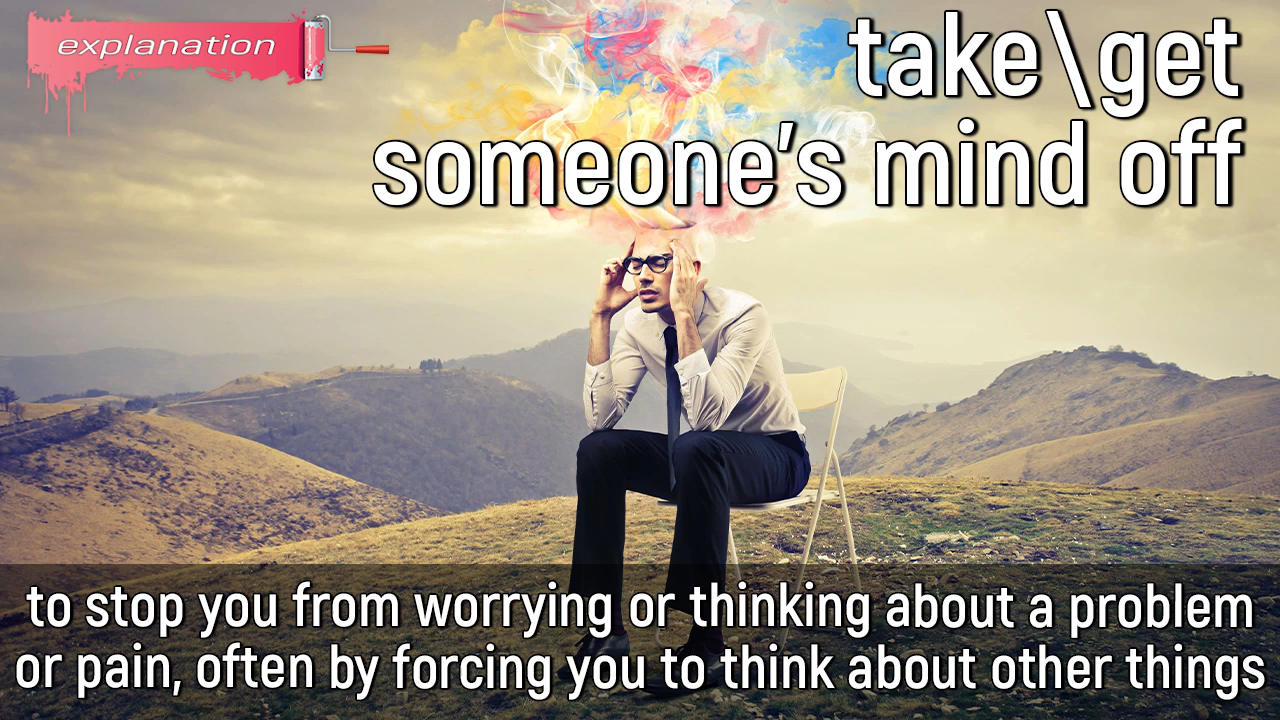 explanation
take\get
someone's mind off
to stop you from worrying or thinking about a problem
or pain, often by forcing you to think about other things